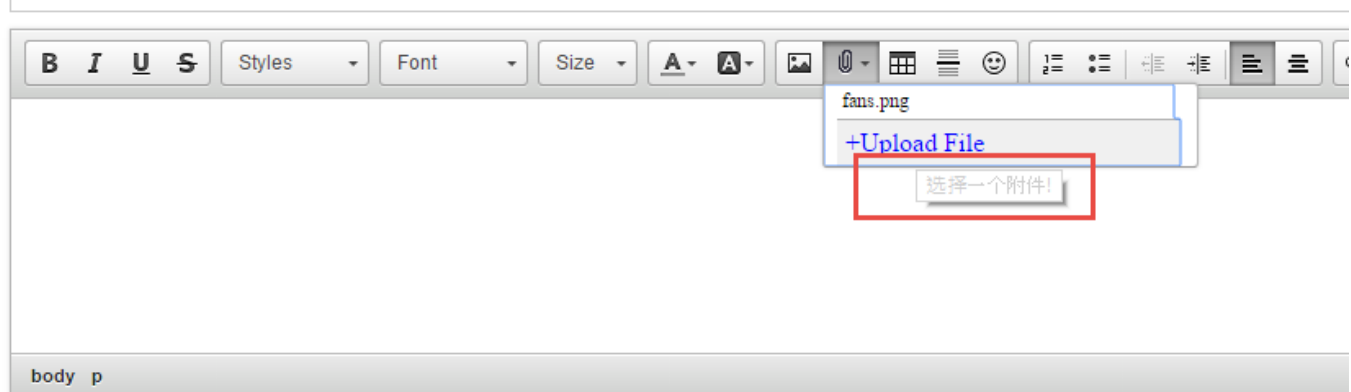 B I U S Styles Font Size A A
fans.png
+Upload File
选择一个附件!
body p